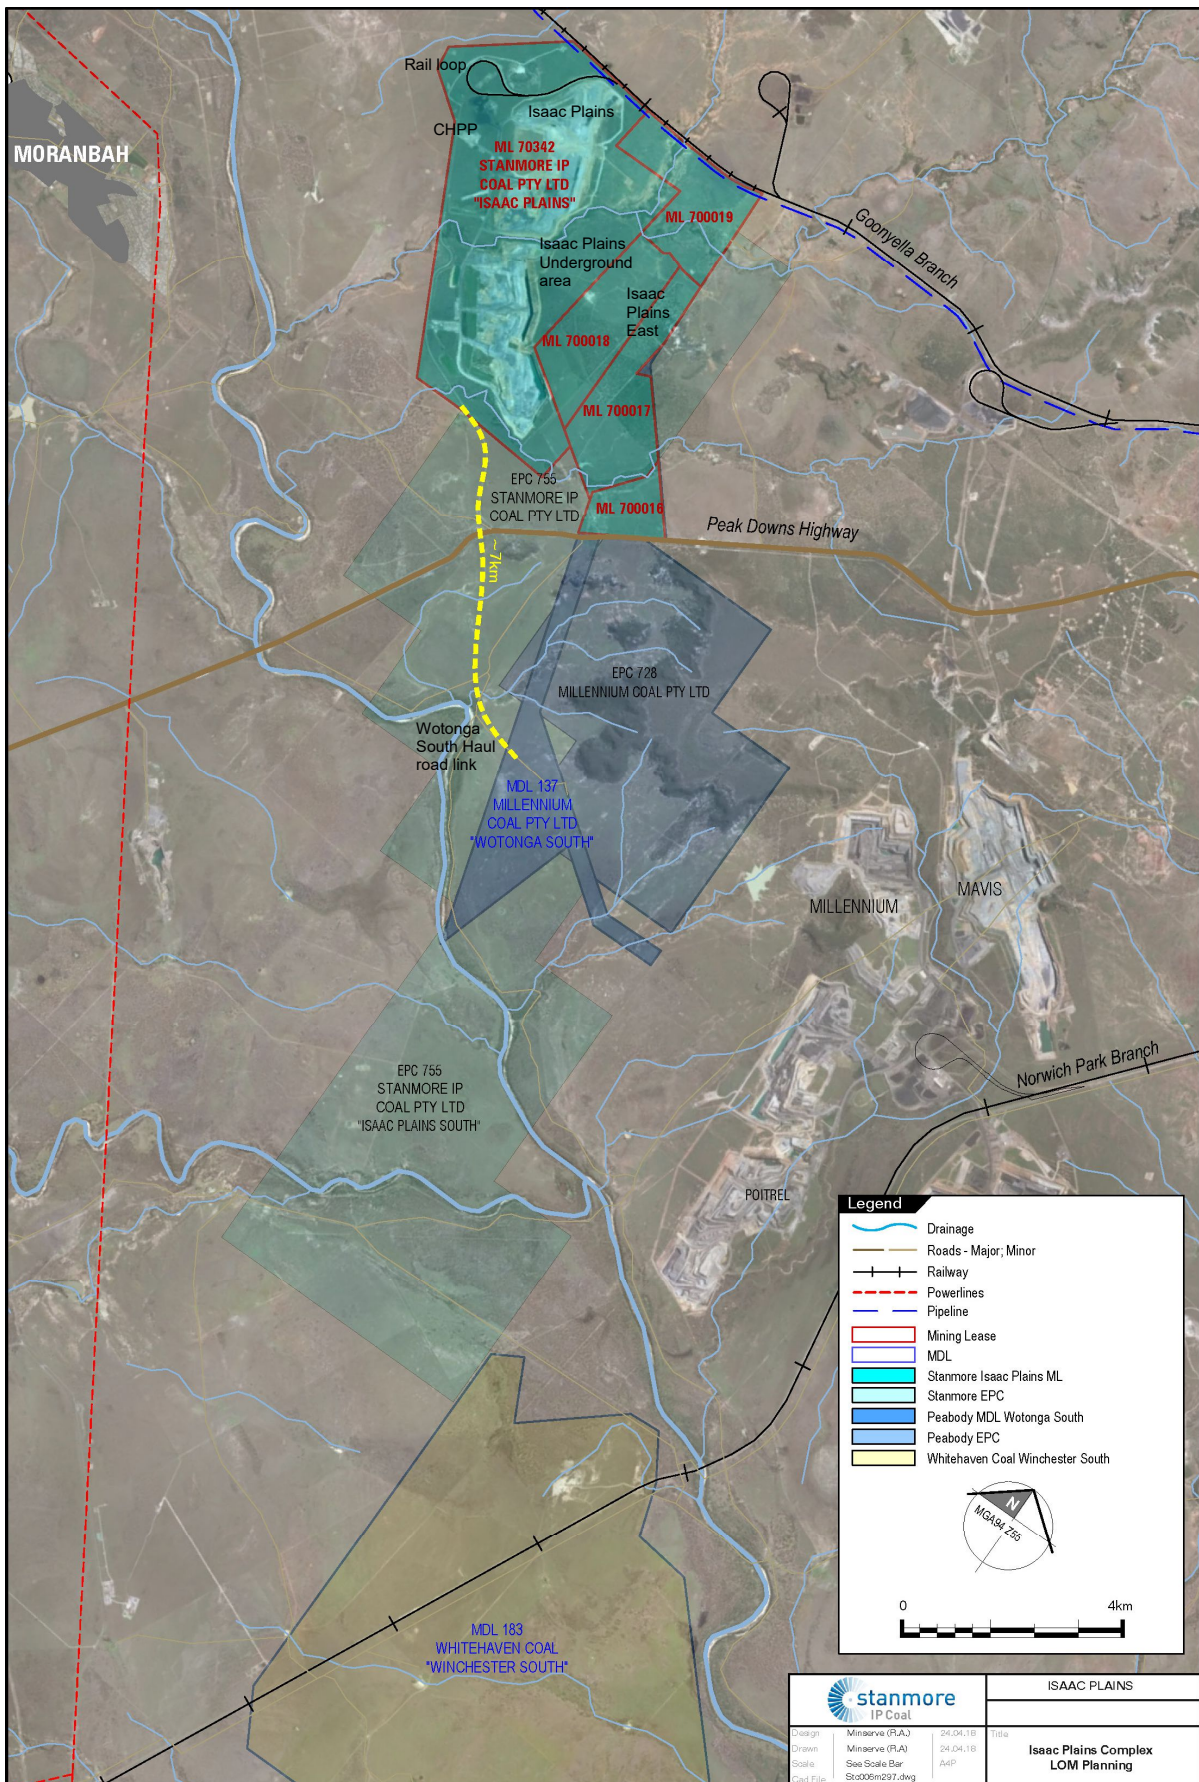 Rail loop
Isaac Plains
CHPP
MORANBAH
ML 70342
STANMORE IP
COAL PTY LTD
"ISAAC PLAINS"
ML 700019
Goonyella Branch
Isaac Plains
Underground
area
Isaac
Plains
East
ML 700018
ML 700017
EPC 755
STANMORE IP
COAL PTY LTD
ML 700016
Peak Downs Highway
~7km
EPC 728
MILLENNIUM COAL PTY LTD
Wotonga
South Haul
road link
MDL 137
MILLENNIUM
COAL PTY LTD
"WOTONGA SOUTH"
MILLENNIUM
MAVIS
Norwich Park Branch
EPC 755
STANMORE IP
COAL PTY LTD
"ISAAC PLAINS SOUTH"
POITREL
Legend
Drainage
Roads - Major; Minor
Railway
Powerlines
Pipeline
Mining Lease
MDL
Stanmore Isaac Plains ML
Stanmore EPC
Peabody MDL Wotonga South
Peabody EPC
Whitehaven Coal Winchester South
N
MGA94 Z55
0 4km
MDL 183
WHITEHAVEN COAL
"WINCHESTER SOUTH"
stanmore
IP Coal
ISAAC PLAINS
Design Minserve (R.A.) 24.04.18
Drawn Minserve (R.A) 24.04.18
Scale See Scale Bar A4P
Cad File Stc006m297.dwg
Title
Isaac Plains Complex
LOM Planning